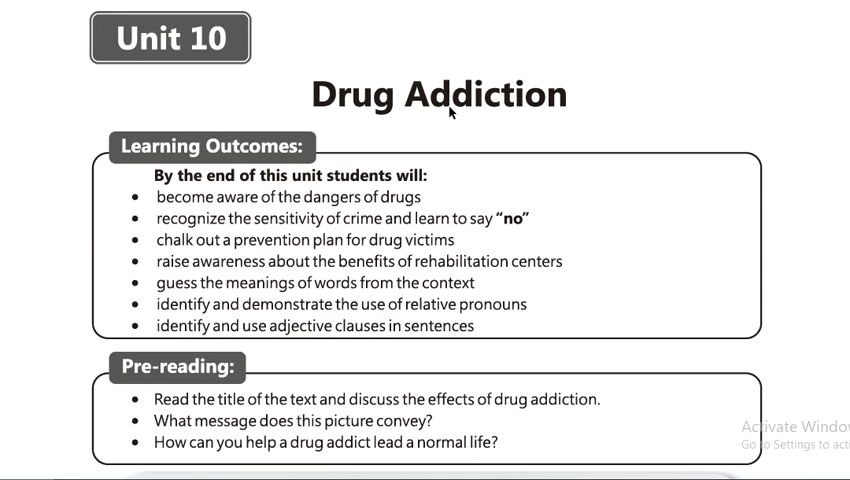 Unit 10
Drug Addiction
Learning Outcomes:
By the end of this unit students will:
• become aware of the dangers of drugs
• recognize the sensitivity of crime and learn to say “no”
• chalk out a prevention plan for drug victims
• raise awareness about the benefits of rehabilitation centers
• guess the meanings of words from the context
• identify and demonstrate the use of relative pronouns
• identify and use adjective clauses in sentences
Pre-reading:
• Read the title of the text and discuss the effects of drug addiction.
• What message does this picture convey?
• How can you help a drug addict lead a normal life?
Activate Window
Go to Settings to acti